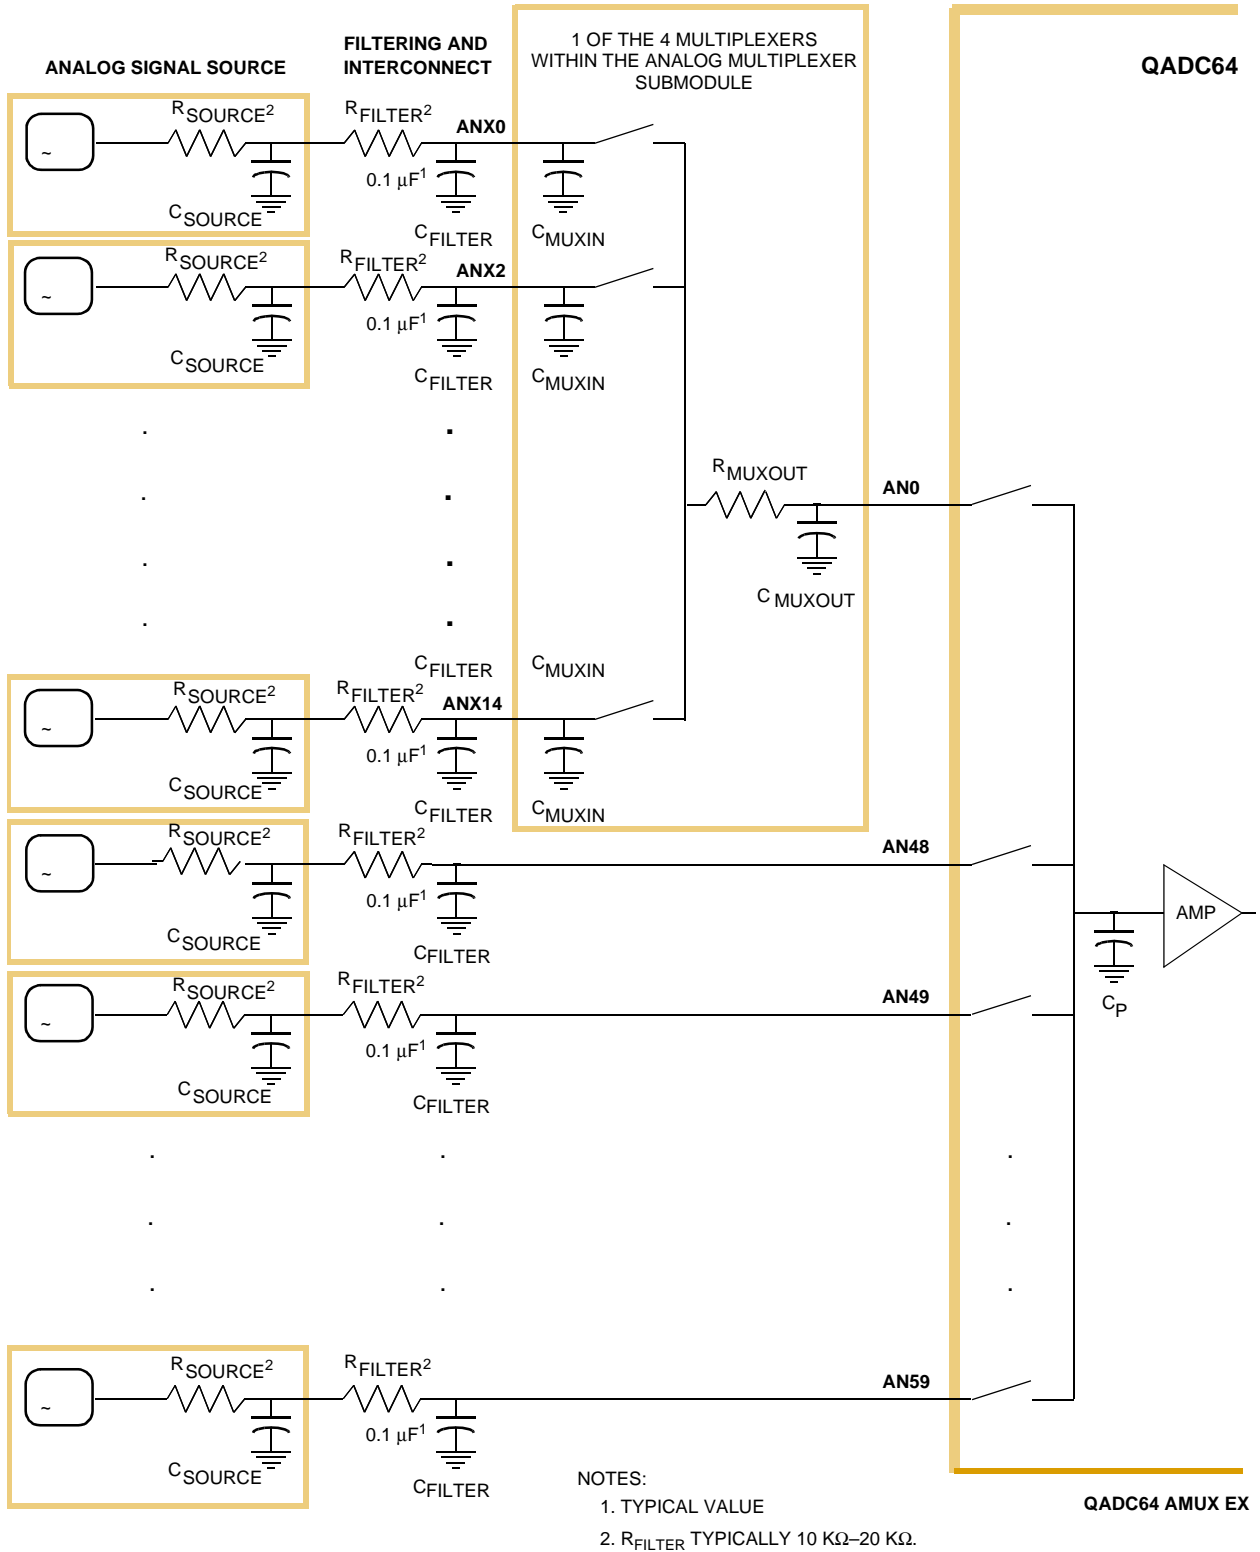 ANALOG SIGNAL SOURCE
FILTERING AND
INTERCONNECT
1 OF THE 4 MULTIPLEXERS
WITHIN THE ANALOG MULTIPLEXER
SUBMODULE
QADC64
RSOURCE2
RFILTER2
ANX0
~
0.1 μF1
CSOURCE
CFILTER
CMUXIN
RSOURCE2
RFILTER2
ANX2
~
0.1 μF1
CSOURCE
CFILTER
CMUXIN
RMUXOUT
AN0
C MUXOUT
CFILTER
CMUXIN
RSOURCE2
RFILTER2
ANX14
~
0.1 μF1
CSOURCE
CFILTER
CMUXIN
RSOURCE2
RFILTER2
AN48
~
0.1 μF1
CSOURCE
CFILTER
AMP
CP
RSOURCE2
RFILTER2
AN49
~
0.1 μF1
CSOURCE
CFILTER
RSOURCE2
RFILTER2
AN59
~
0.1 μF1
CSOURCE
CFILTER
NOTES:
1. TYPICAL VALUE
2. RFILTER TYPICALLY 10 KΩ–20 KΩ.
QADC64 AMUX EX